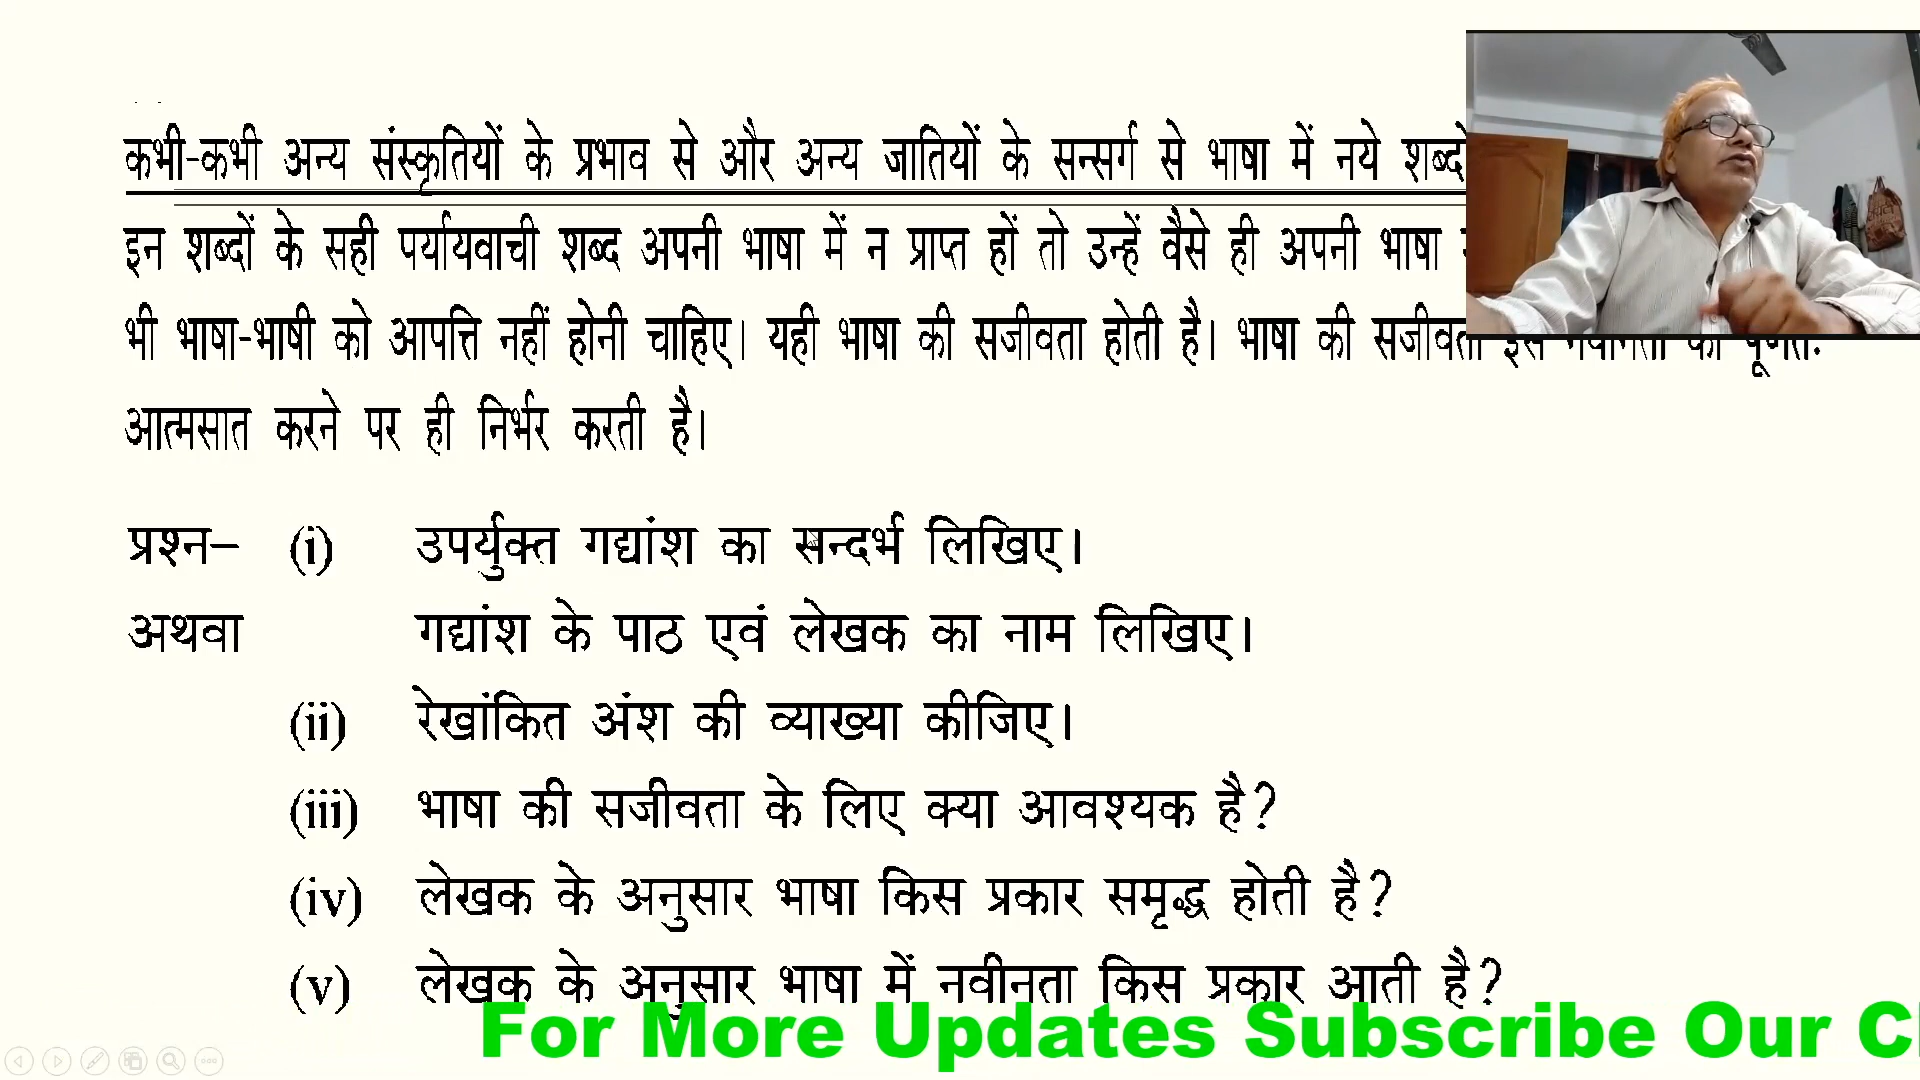 कभी-कभी अन्य संस्कृतियों के प्रभाव से और अन्य जातियों के सन्सर्ग से भाषा में नये
इन शब्दों के सही पर्यायवाची शब्द अपनी भाषा में न प्राप्त हों तो उन्हें वैसे ही अपनी भाषा
भी भाषा-भाषी को आपत्ति नहीं होनी चाहिए। यही भाषा की सजीवता होती है। भाषा की सजीवता
आत्मसात करने पर ही निर्भर करती है।
प्रश्न– (i) उपर्युक्त गद्यांश का सन्दर्भ लिखिए।
अथवा गद्यांश के पाठ एवं लेखक का नाम लिखिए।
(ii) रेखांकित अंश की व्याख्या कीजिए।
(iii) भाषा की सजीवता के लिए क्या आवश्यक है?
(iv) लेखक के अनुसार भाषा किस प्रकार समृद्ध होती है?
(v) लेखक के अनुसार भाषा में नवीनता किस प्रकार आती है?
For More Updates Subscribe Our